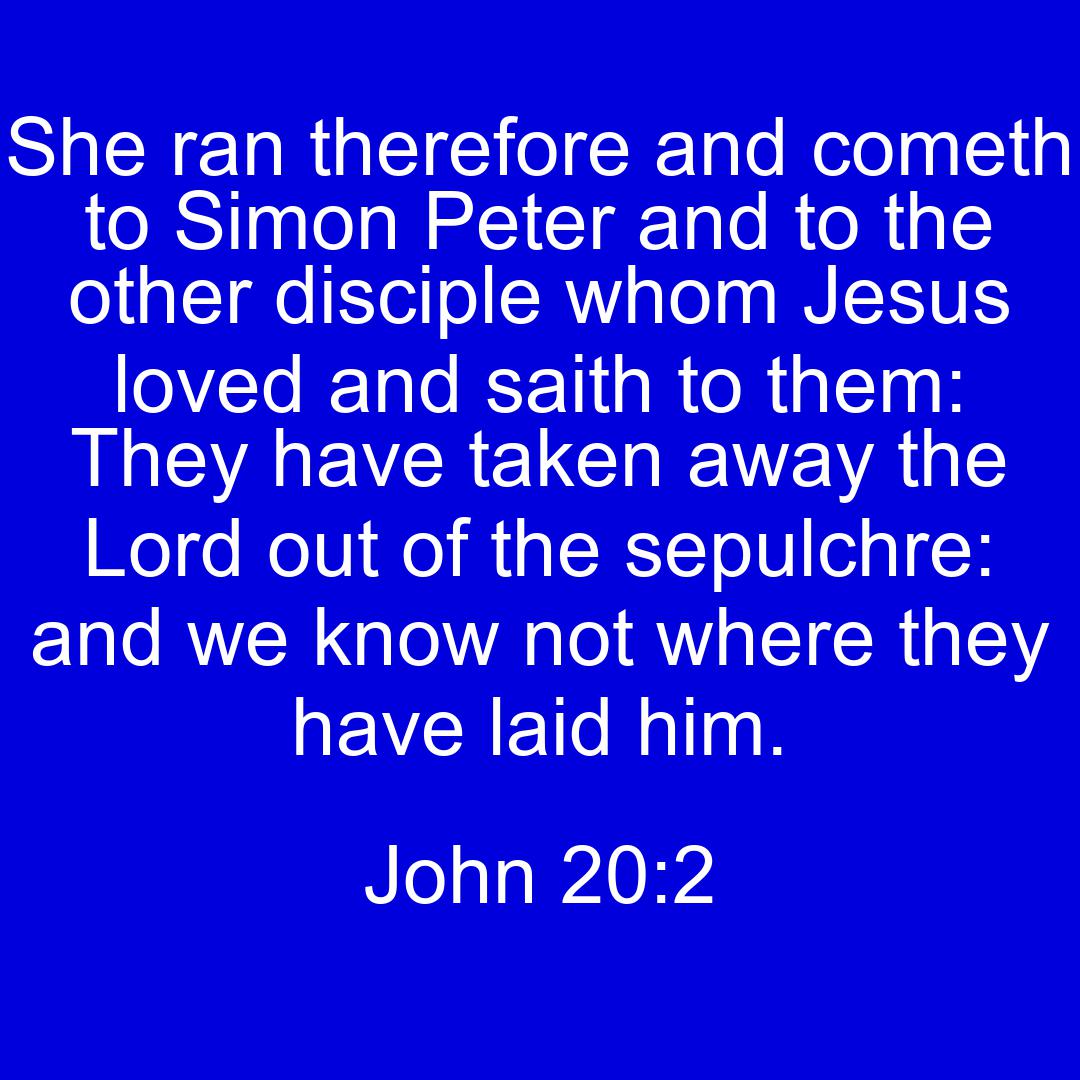 She ran therefore and cometh
to Simon Peter and to the
other disciple whom Jesus
loved and saith to them:
They have taken away the
Lord out of the sepulchre:
and we know not where they
have laid him.
John 20:2